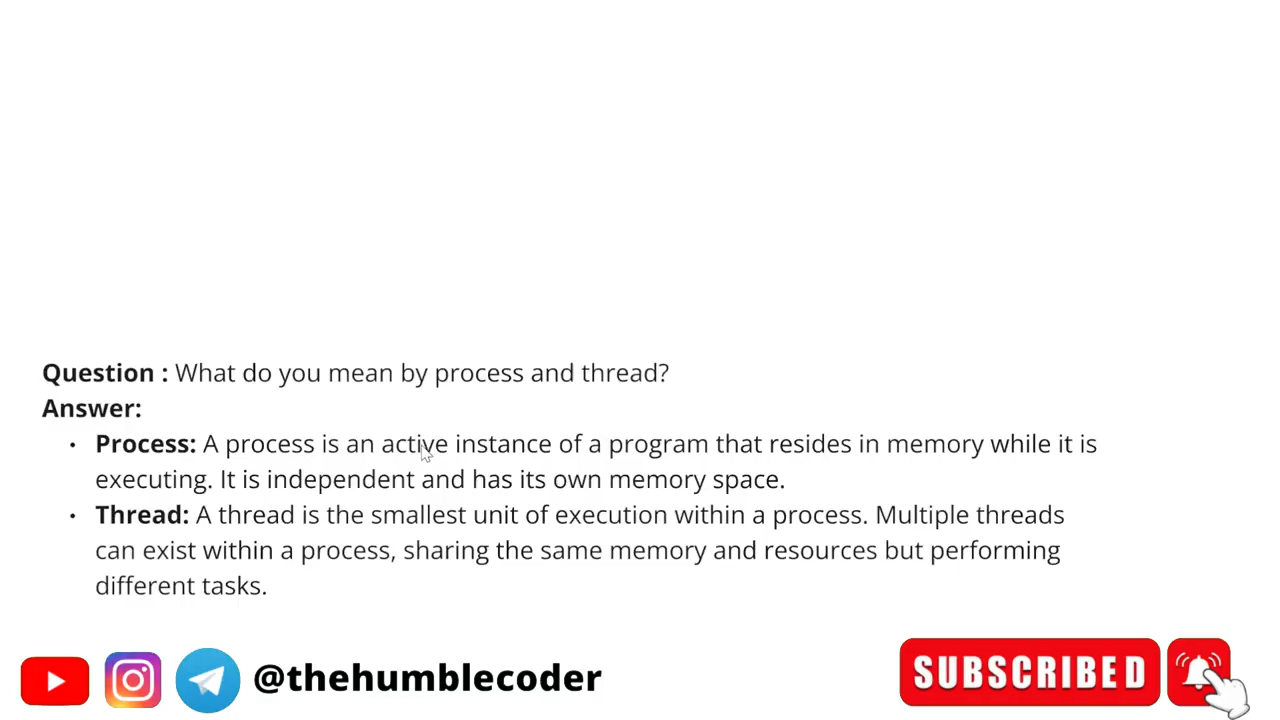 Question : What do you mean by process and thread?
Answer:
• Process: A process is an active instance of a program that resides in memory while it is
executing. It is independent and has its own memory space.
• Thread: A thread is the smallest unit of execution within a process. Multiple threads
can exist within a process, sharing the same memory and resources but performing
different tasks.
@thehumblecoder
SUBSCRIBED